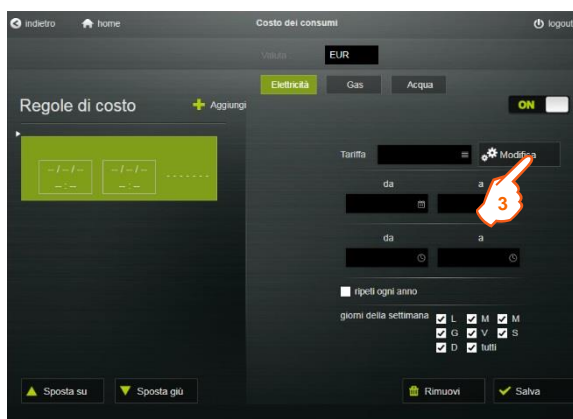 indietro home Costo dei consumi logout
Valuta EUR
Elettricità Gas Acqua
Regole di costo Aggiungi ON
Tariffa Modifica
--/--/-- --/--/-- -------
--:-- --:--
da a
3
da a
ripeti ogni anno
giorni della settimana L M M
G V S
D tutti
Sposta su Sposta giù Rimuovi Salva